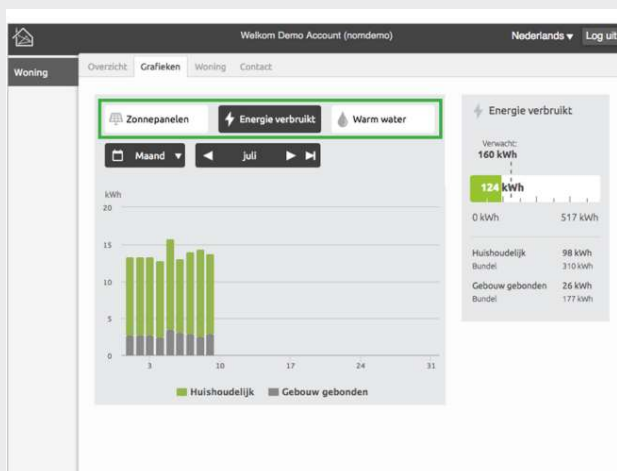 Welkom Demo Account (nomdemo)
Nederlands ▾ Log uit
Woning
Overzicht Grafieken Woning Contact
Zonnepanelen Energie verbruikt Warm water
Maand ▾ juli
kWh
20
15
10
5
0
3 10 17 24 31
Huishoudelijk Gebouw gebonden
Energie verbruikt
Verwacht:
160 kWh
124 kWh
0 kWh 517 kWh
Huishoudelijk 98 kWh
Bundel 310 kWh
Gebouw gebonden 26 kWh
Bundel 177 kWh